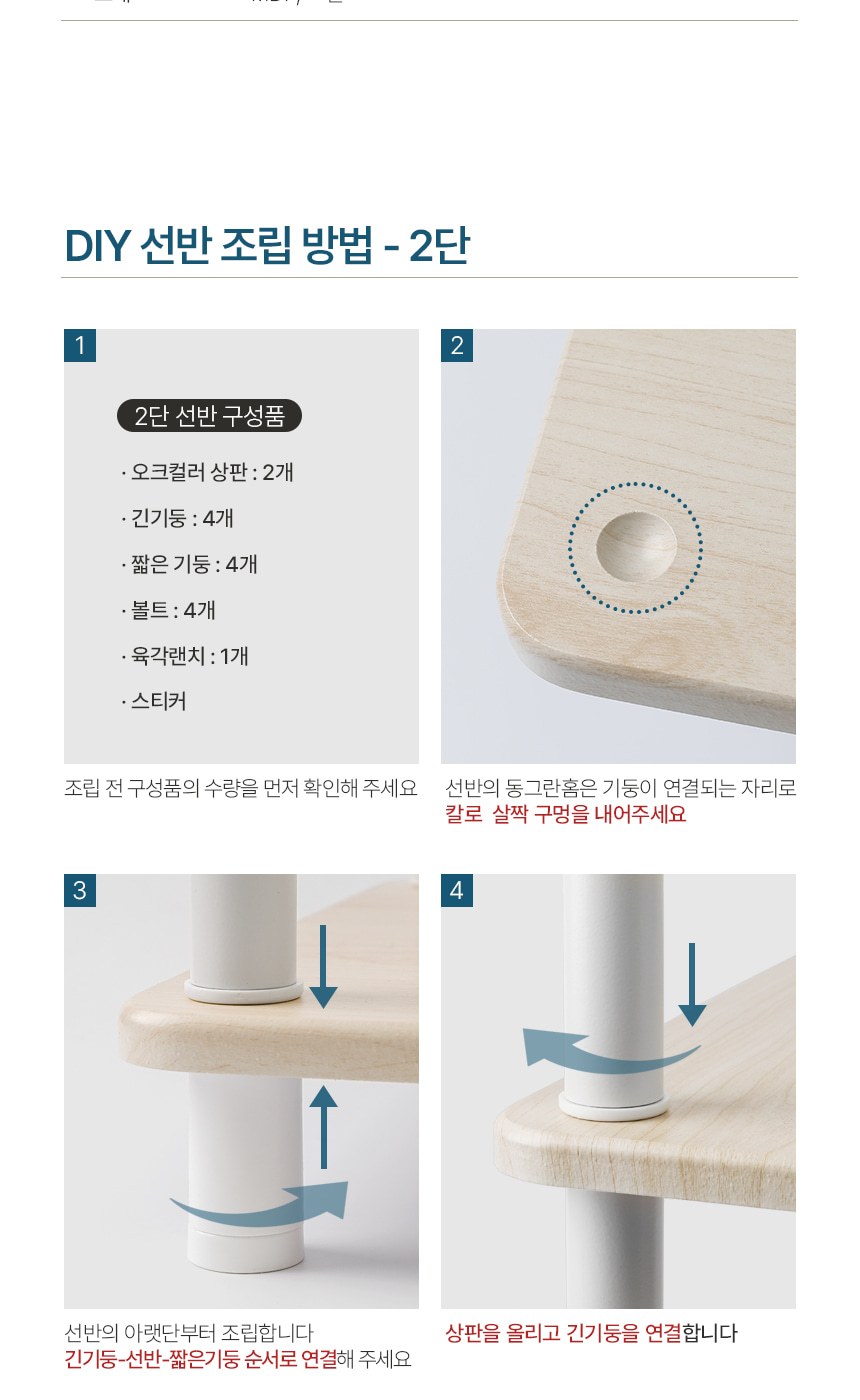 DIY 선반 조립 방법 - 2단
1
2단 선반 구성품
· 오크컬러 상판 : 2개
· 긴기둥 : 4개
· 짧은 기둥 : 4개
· 볼트 : 4개
· 육각랜치 : 1개
· 스티커
조립 전 구성품의 수량을 먼저 확인해 주세요
2
선반의 동그란홈은 기둥이 연결되는 자리로
칼로 살짝 구멍을 내어주세요
3
선반의 아랫단부터 조립합니다
긴기둥-선반-짧은기둥 순서로 연결해 주세요
4
상판을 올리고 긴기둥을 연결합니다